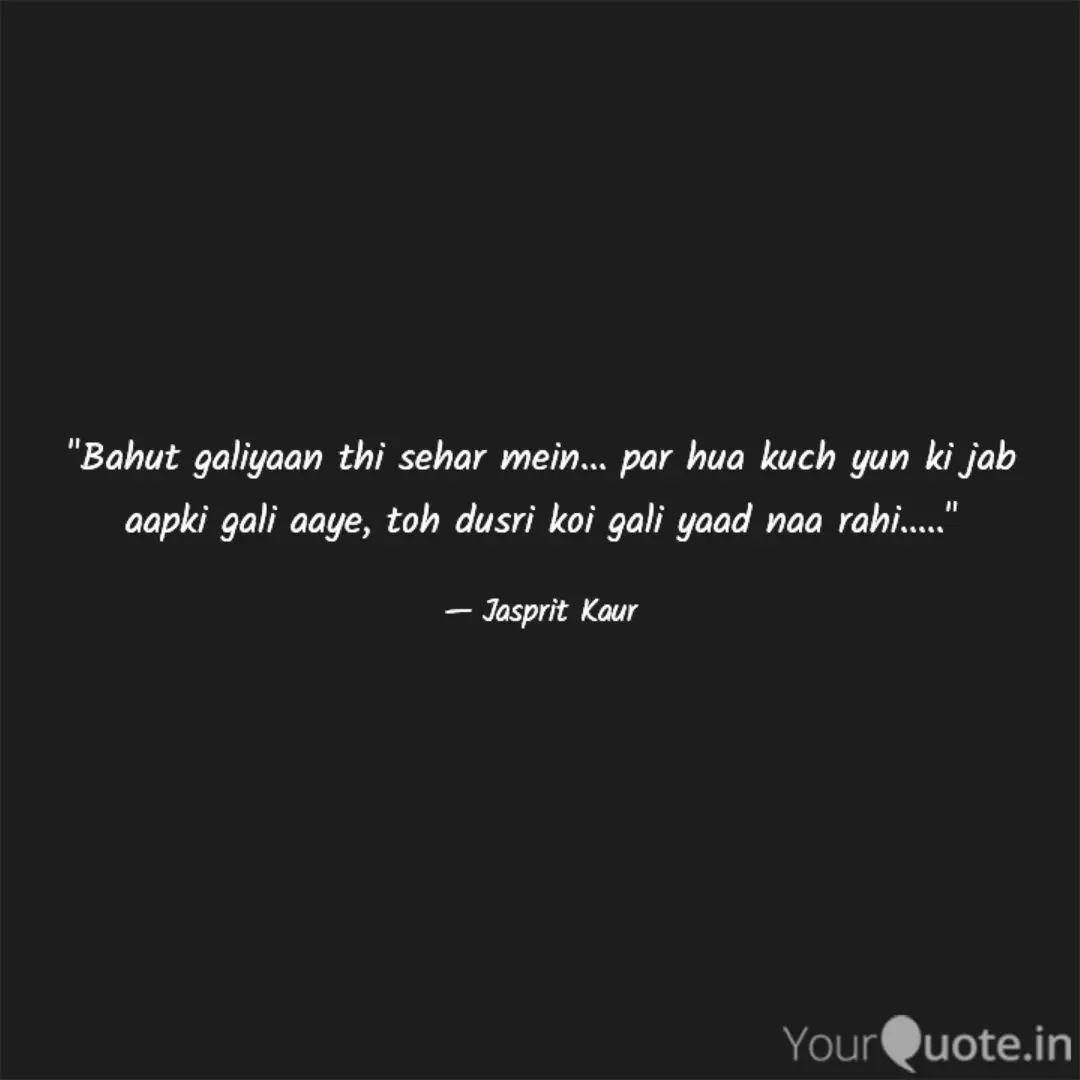 "Bahut galiyaan thi sehar mein... par hua kuch yun ki jab
aapki gali aaye, toh dusri koi gali yaad naa rahi....."
— Jasprit Kaur
YourQuote.in